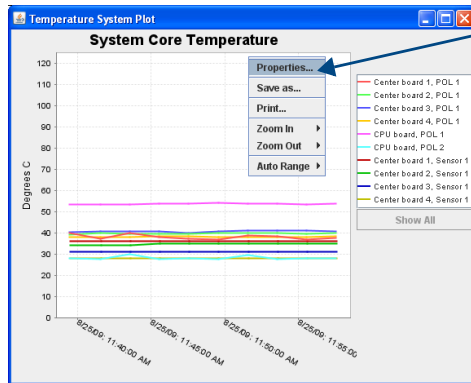 Temperature System Plot
System Core Temperature
120
110
100
90
80
70
60
50
40
30
20
10
0
Degrees C
8/25/09; 11:40:00 AM
8/25/09; 11:45:00 AM
8/25/09; 11:50:00 AM
8/25/09; 11:55:00
Properties...
Save as...
Print...
Zoom In
Zoom Out
Auto Range
Center board 1, POL 1
Center board 2, POL 1
Center board 3, POL 1
Center board 4, POL 1
CPU board, POL 1
CPU board, POL 2
Center board 1, Sensor 1
Center board 2, Sensor 1
Center board 3, Sensor 1
Center board 4, Sensor 1
Show All